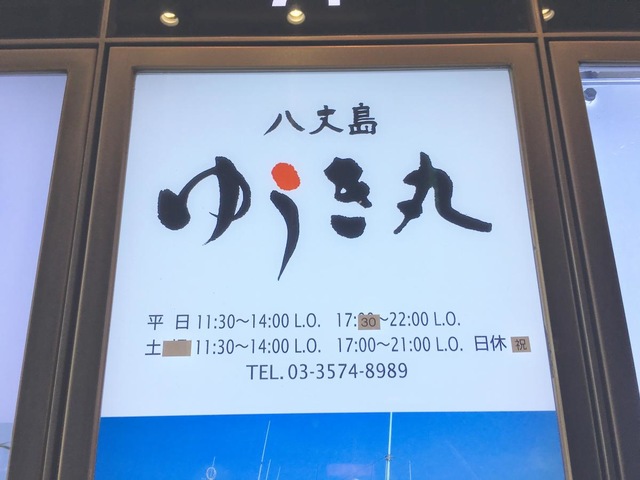 八丈島
ゆうき丸
平 日 11:30～14:00 L.O. 17:30～22:00 L.O.
土 11:30～14:00 L.O. 17:00～21:00 L.O. 日休 祝
TEL. 03-3574-8989